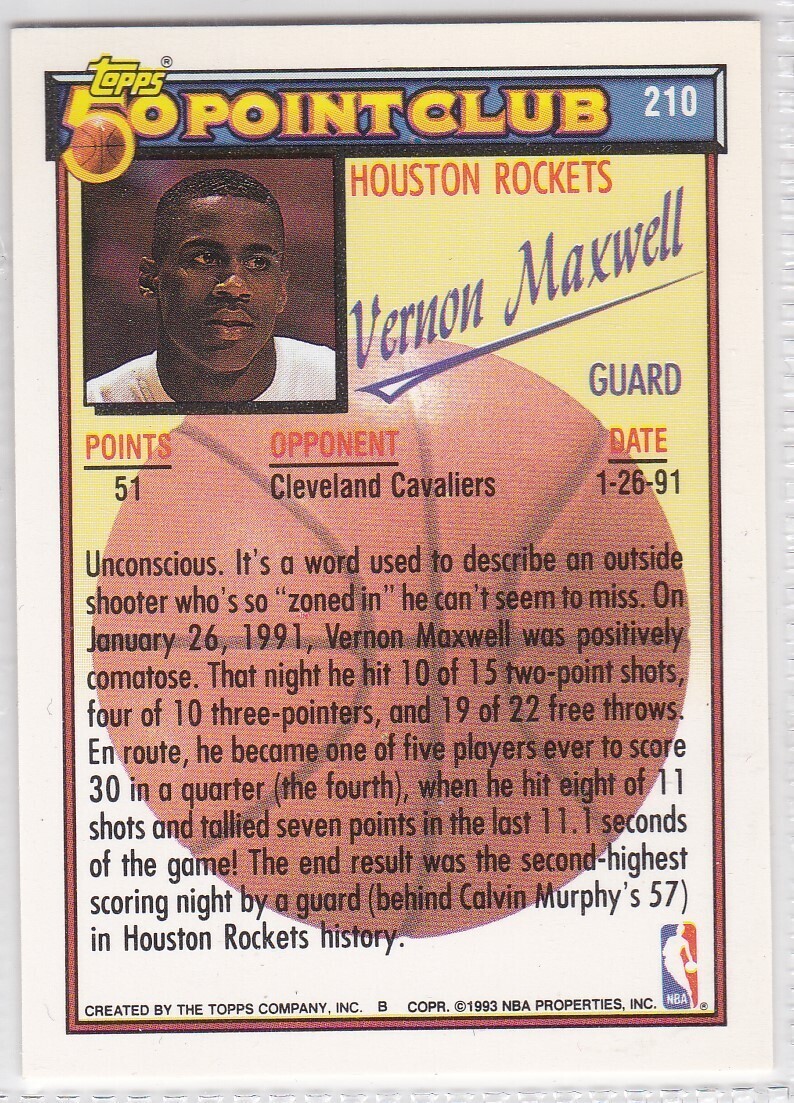 Topps®
50 POINT CLUB 210
HOUSTON ROCKETS
Vernon Maxwell
GUARD
POINTS OPPONENT DATE
51 Cleveland Cavaliers 1-26-91
Unconscious. It's a word used to describe an outside
shooter who's so "zoned in" he can't seem to miss. On
January 26, 1991, Vernon Maxwell was positively
comatose. That night he hit 10 of 15 two-point shots,
four of 10 three-pointers, and 19 of 22 free throws.
En route, he became one of five players ever to score
30 in a quarter (the fourth), when he hit eight of 11
shots and tallied seven points in the last 11.1 seconds
of the game! The end result was the second-highest
scoring night by a guard (behind Calvin Murphy's 57)
in Houston Rockets history.
NBA ®
CREATED BY THE TOPPS COMPANY, INC. B COPR. ©1993 NBA PROPERTIES, INC.